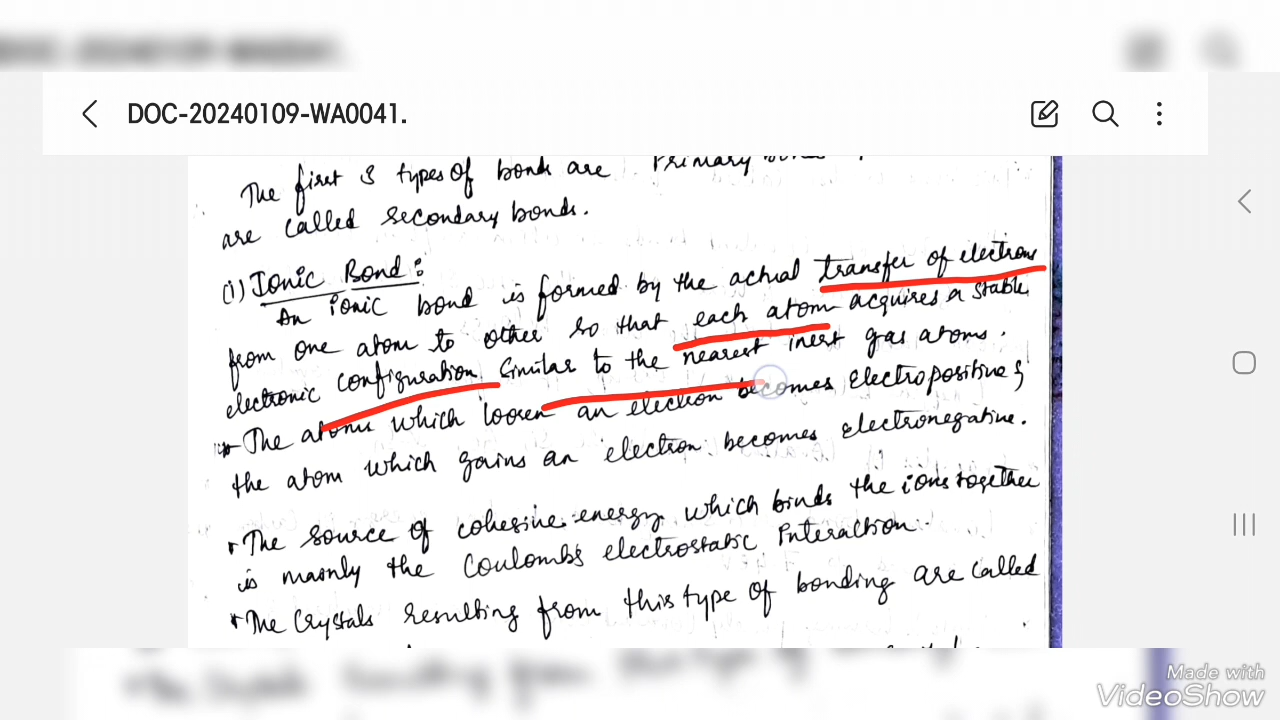 DOC-20240109-WA0041.
The first 3 types of bonds are Primary
are called secondary bonds.
(i) Ionic Bond:
An ionic bond is formed by the actual transfer of electrons
from one atom to other so that each atom acquires a stable
electronic configuration similar to the nearest inert gas atoms.
* The atoms which loosen an electron becomes Electropositive &
the atom which gains an electron becomes electronegative.
* The source of cohesive energy which binds the ions together
is mainly the Coulomb's electrostatic Interaction.
* The Crystals resulting from this type of bonding are called
Made with
VideoShow